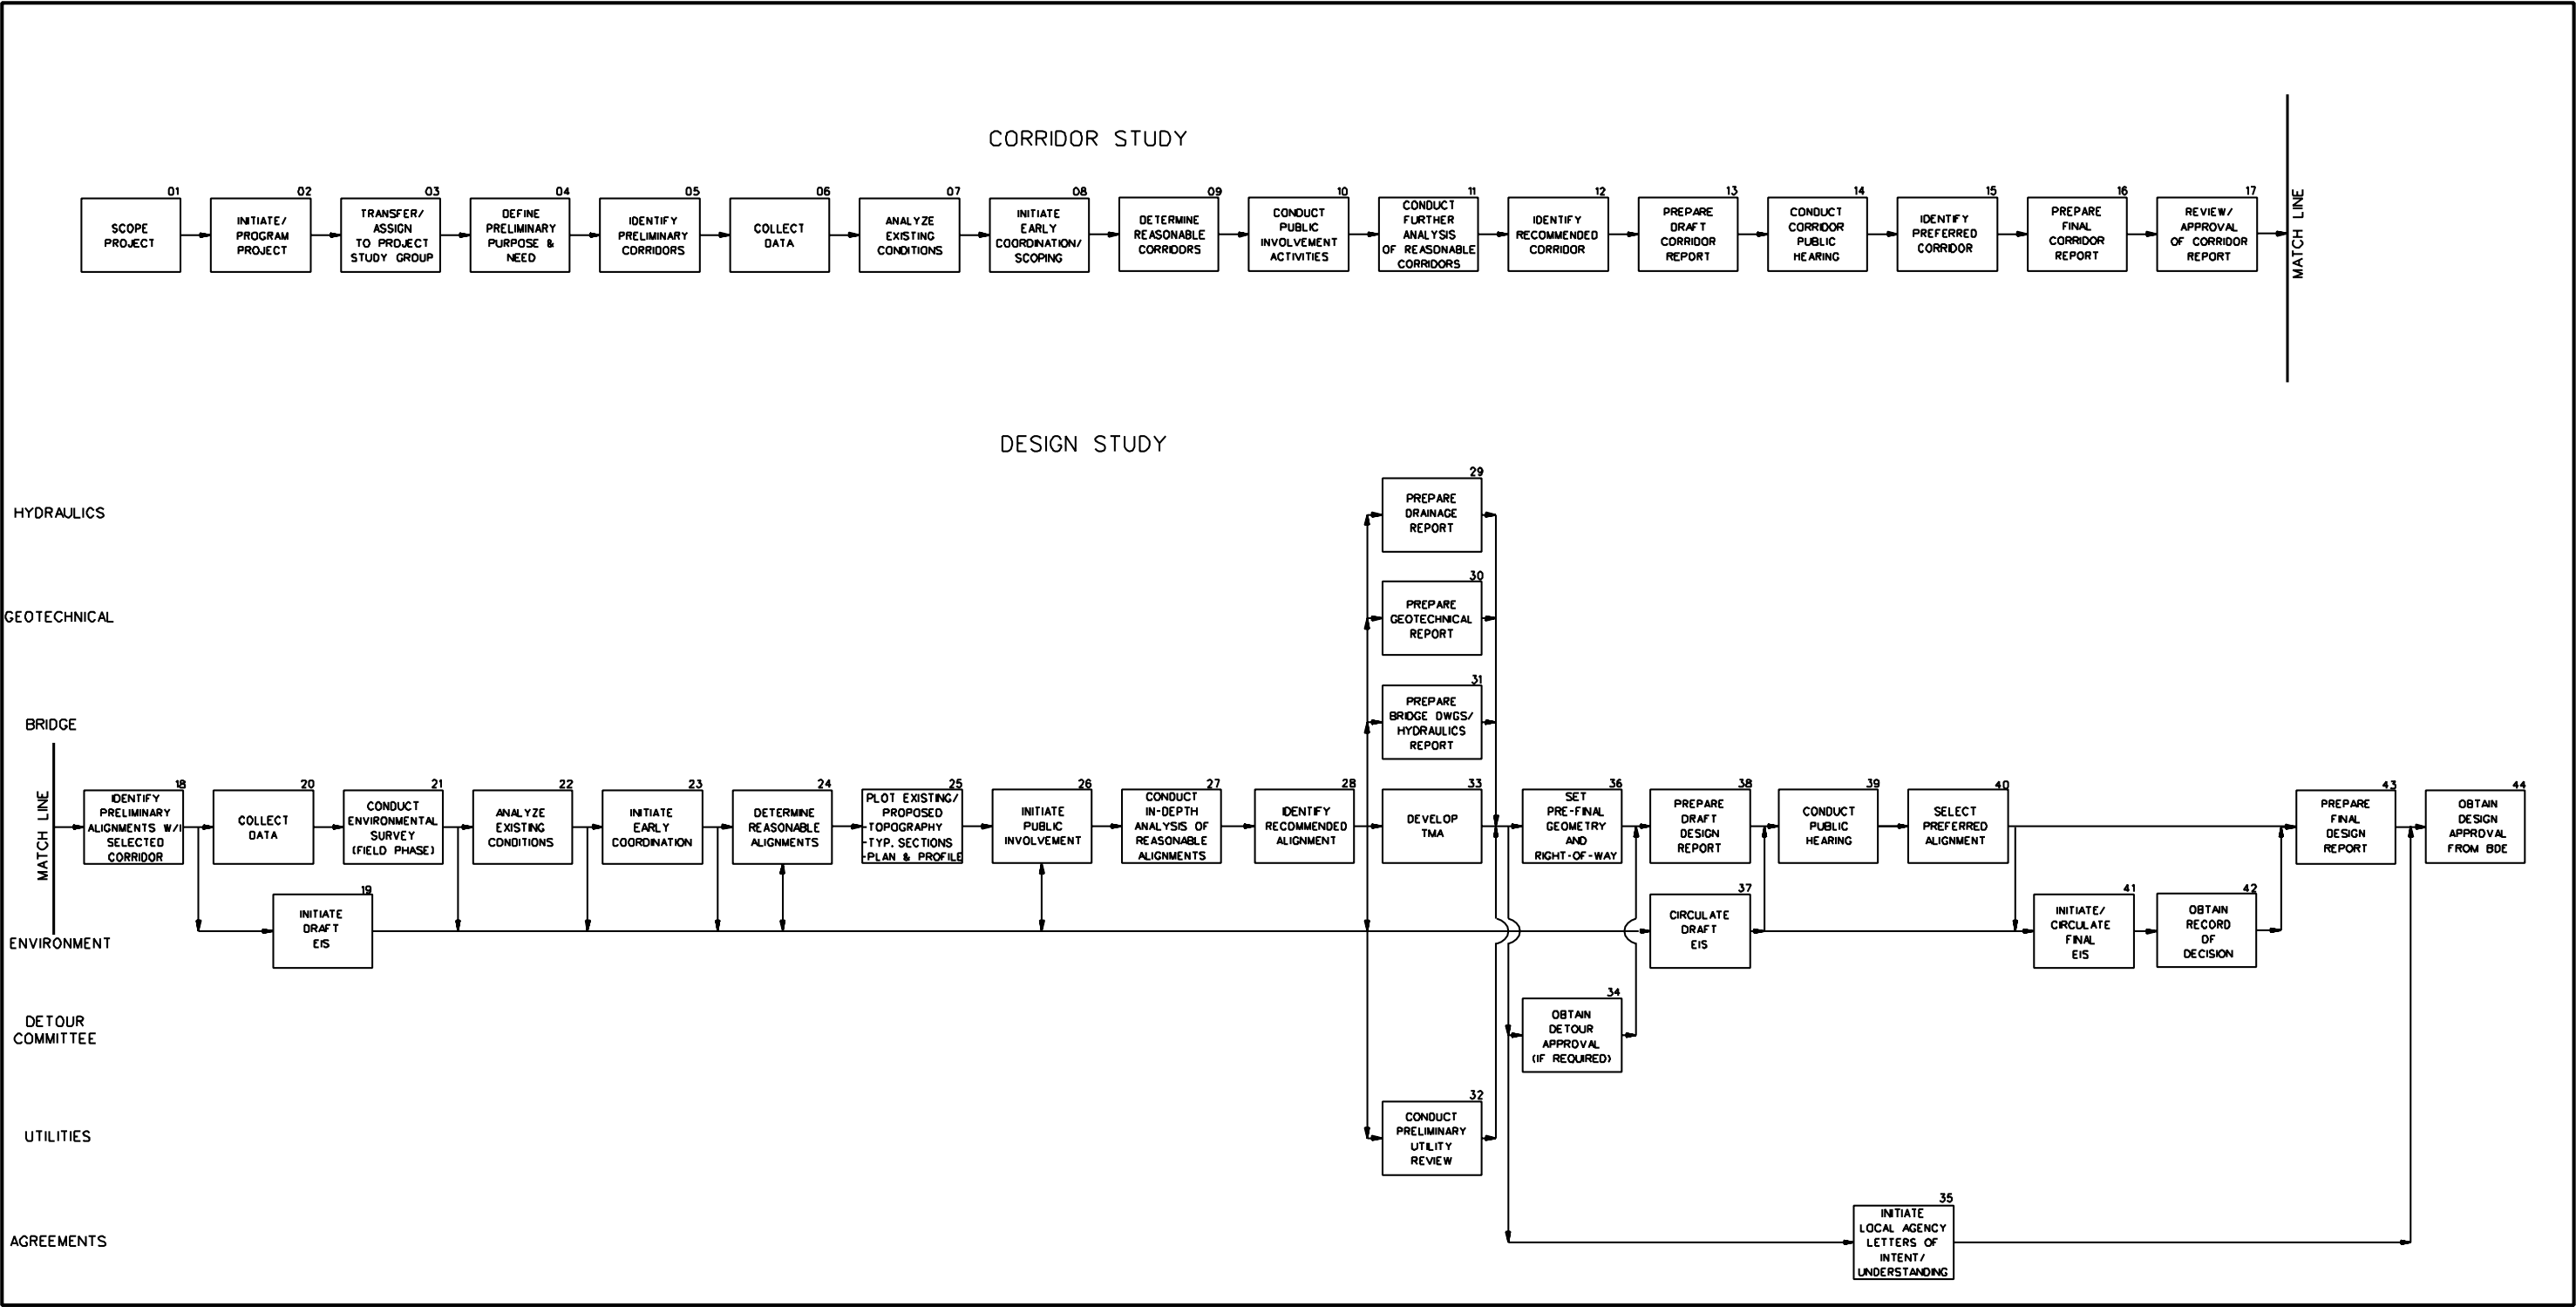 CORRIDOR STUDY
01
SCOPE
PROJECT
02
INITIATE/
PROGRAM
PROJECT
03
TRANSFER/
ASSIGN
TO PROJECT
STUDY GROUP
04
DEFINE
PRELIMINARY
PURPOSE &
NEED
05
IDENTIFY
PRELIMINARY
CORRIDORS
06
COLLECT
DATA
07
ANALYZE
EXISTING
CONDITIONS
08
INITIATE
EARLY
COORDINATION/
SCOPING
09
DETERMINE
REASONABLE
CORRIDORS
10
CONDUCT
PUBLIC
INVOLVEMENT
ACTIVITIES
11
CONDUCT
FURTHER
ANALYSIS
OF REASONABLE
CORRIDORS
12
IDENTIFY
RECOMMENDED
CORRIDOR
13
PREPARE
DRAFT
CORRIDOR
REPORT
14
CONDUCT
CORRIDOR
PUBLIC
HEARING
15
IDENTIFY
PREFERRED
CORRIDOR
16
PREPARE
FINAL
CORRIDOR
REPORT
17
REVIEW/
APPROVAL
OF CORRIDOR
REPORT
MATCH LINE
DESIGN STUDY
HYDRAULICS
29
PREPARE
DRAINAGE
REPORT
GEOTECHNICAL
30
PREPARE
GEOTECHNICAL
REPORT
BRIDGE
31
PREPARE
BRIDGE DWGS/
HYDRAULICS
REPORT
MATCH LINE
18
IDENTIFY
PRELIMINARY
ALIGNMENTS W/I
SELECTED
CORRIDOR
20
COLLECT
DATA
21
CONDUCT
ENVIRONMENTAL
SURVEY
(FIELD PHASE)
22
ANALYZE
EXISTING
CONDITIONS
23
INITIATE
EARLY
COORDINATION
24
DETERMINE
REASONABLE
ALIGNMENTS
25
PLOT EXISTING/
PROPOSED
-TOPOGRAPHY
-TYP. SECTIONS
-PLAN & PROFILE
26
INITIATE
PUBLIC
INVOLVEMENT
27
CONDUCT
IN-DEPTH
ANALYSIS OF
REASONABLE
ALIGNMENTS
28
IDENTIFY
RECOMMENDED
ALIGNMENT
33
DEVELOP
TMA
36
SET
PRE-FINAL
GEOMETRY
AND
RIGHT-OF-WAY
38
PREPARE
DRAFT
DESIGN
REPORT
39
CONDUCT
PUBLIC
HEARING
40
SELECT
PREFERRED
ALIGNMENT
43
PREPARE
FINAL
DESIGN
REPORT
44
OBTAIN
DESIGN
APPROVAL
FROM BDE
ENVIRONMENT
19
INITIATE
DRAFT
EIS
37
CIRCULATE
DRAFT
EIS
41
INITIATE/
CIRCULATE
FINAL
EIS
42
OBTAIN
RECORD
OF
DECISION
DETOUR
COMMITTEE
34
OBTAIN
DETOUR
APPROVAL
(IF REQUIRED)
UTILITIES
32
CONDUCT
PRELIMINARY
UTILITY
REVIEW
AGREEMENTS
35
INITIATE
LOCAL AGENCY
LETTERS OF
INTENT/
UNDERSTANDING